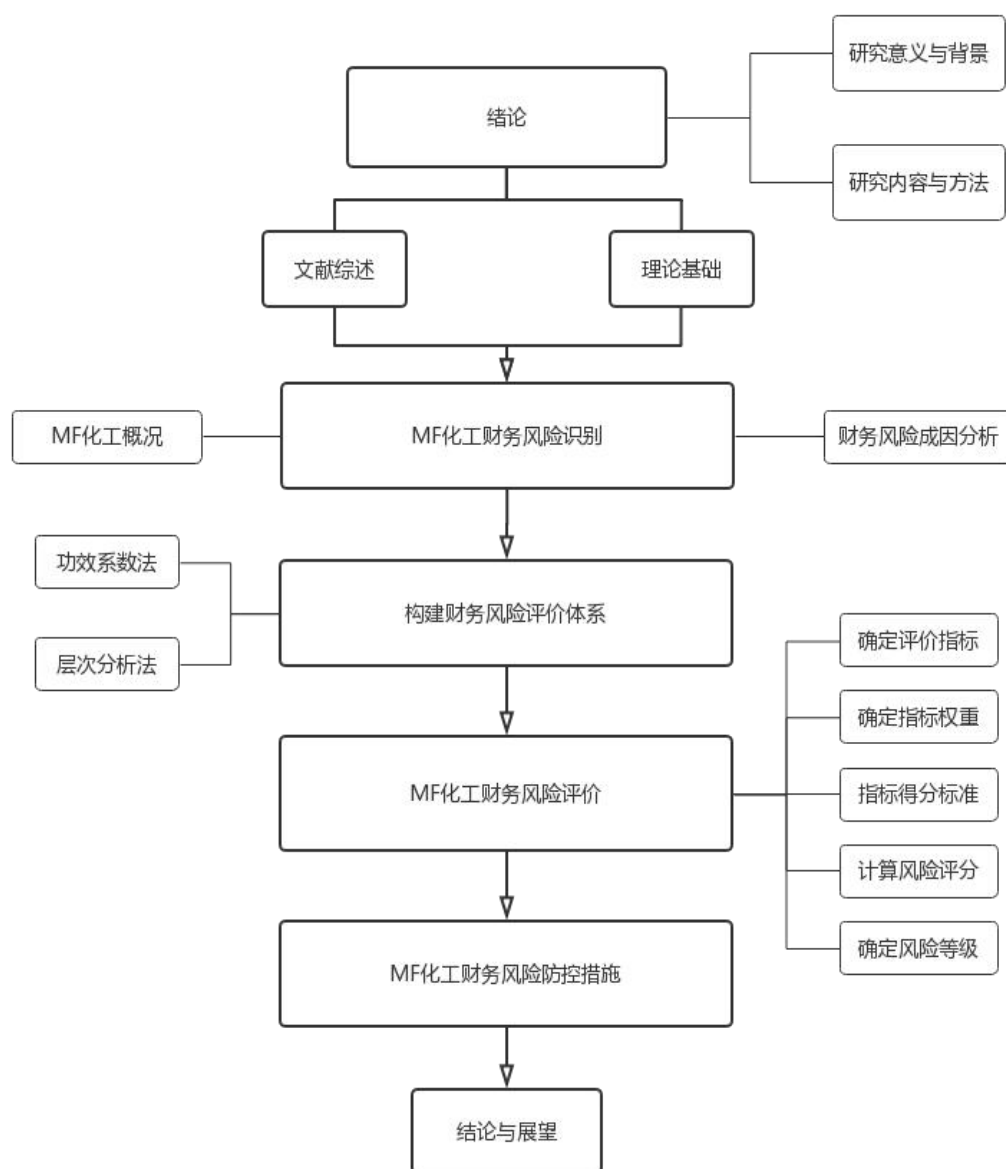 研究意义与背景
绪论
研究内容与方法
文献综述
理论基础
MF化工概况
MF化工财务风险识别
财务风险成因分析
功效系数法
构建财务风险评价体系
层次分析法
确定评价指标
确定指标权重
MF化工财务风险评价
指标得分标准
计算风险评分
确定风险等级
MF化工财务风险防控措施
结论与展望